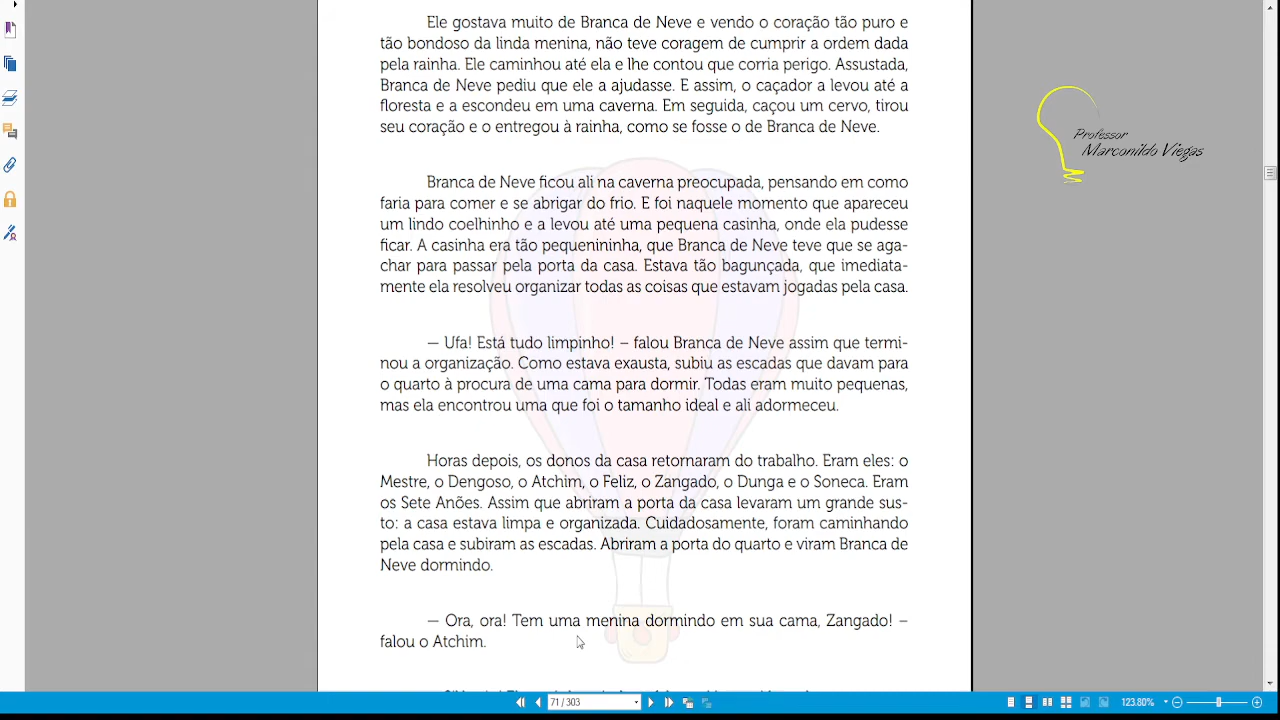 Ele gostava muito de Branca de Neve e vendo o coração tão puro e
tão bondoso da linda menina, não teve coragem de cumprir a ordem dada
pela rainha. Ele caminhou até ela e lhe contou que corria perigo. Assustada,
Branca de Neve pediu que ele a ajudasse. E assim, o caçador a levou até a
floresta e a escondeu em uma caverna. Em seguida, caçou um cervo, tirou
seu coração e o entregou à rainha, como se fosse o de Branca de Neve.
Branca de Neve ficou ali na caverna preocupada, pensando em como
faria para comer e se abrigar do frio. E foi naquele momento que apareceu
um lindo coelhinho e a levou até uma pequena casinha, onde ela pudesse
ficar. A casinha era tão pequenininha, que Branca de Neve teve que se aga-
char para passar pela porta da casa. Estava tão bagunçada, que imediata-
mente ela resolveu organizar todas as coisas que estavam jogadas pela casa.
— Ufa! Está tudo limpinho! – falou Branca de Neve assim que termi-
nou a organização. Como estava exausta, subiu as escadas que davam para
o quarto à procura de uma cama para dormir. Todas eram muito pequenas,
mas ela encontrou uma que foi o tamanho ideal e ali adormeceu.
Horas depois, os donos da casa retornaram do trabalho. Eram eles: o
Mestre, o Dengoso, o Atchim, o Feliz, o Zangado, o Dunga e o Soneca. Eram
os Sete Anões. Assim que abriram a porta da casa levaram um grande sus-
to: a casa estava limpa e organizada. Cuidadosamente, foram caminhando
pela casa e subiram as escadas. Abriram a porta do quarto e viram Branca de
Neve dormindo.
— Ora, ora! Tem uma menina dormindo em sua cama, Zangado! –
falou o Atchim.
Professor
Marconildo Viegas
71 / 303
123.80%